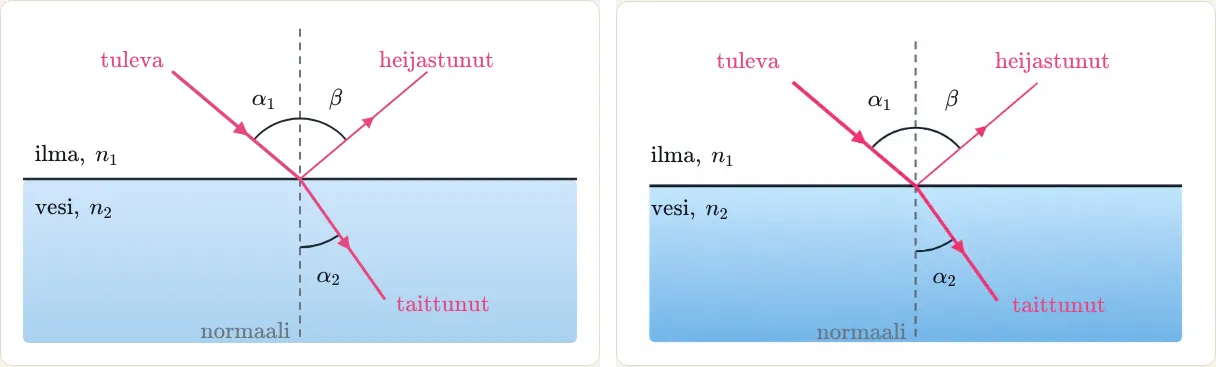 tuleva
heijastunut
α₁
β
ilma, n₁
vesi, n₂
α₂
taittunut
normaali
tuleva
heijastunut
α₁
β
ilma, n₁
vesi, n₂
α₂
taittunut
normaali